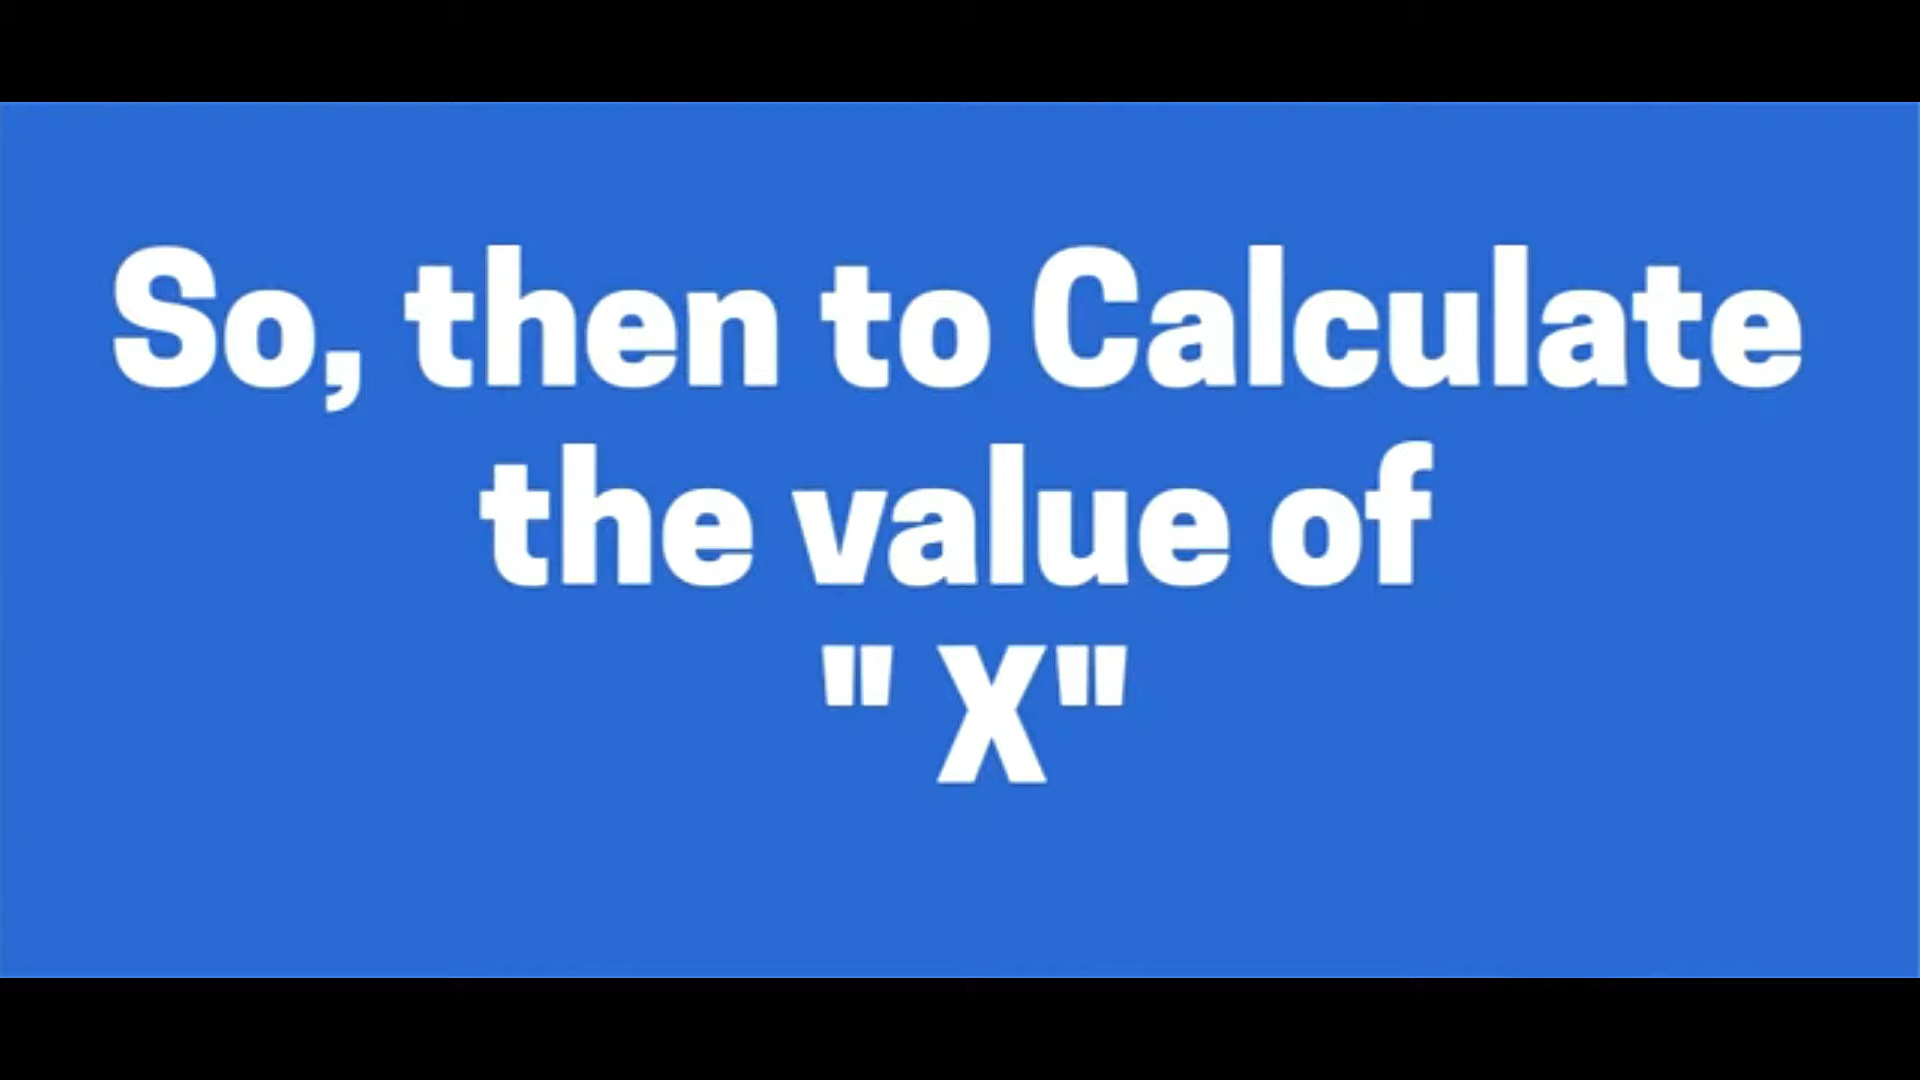 So, then to Calculate
the value of
" X"